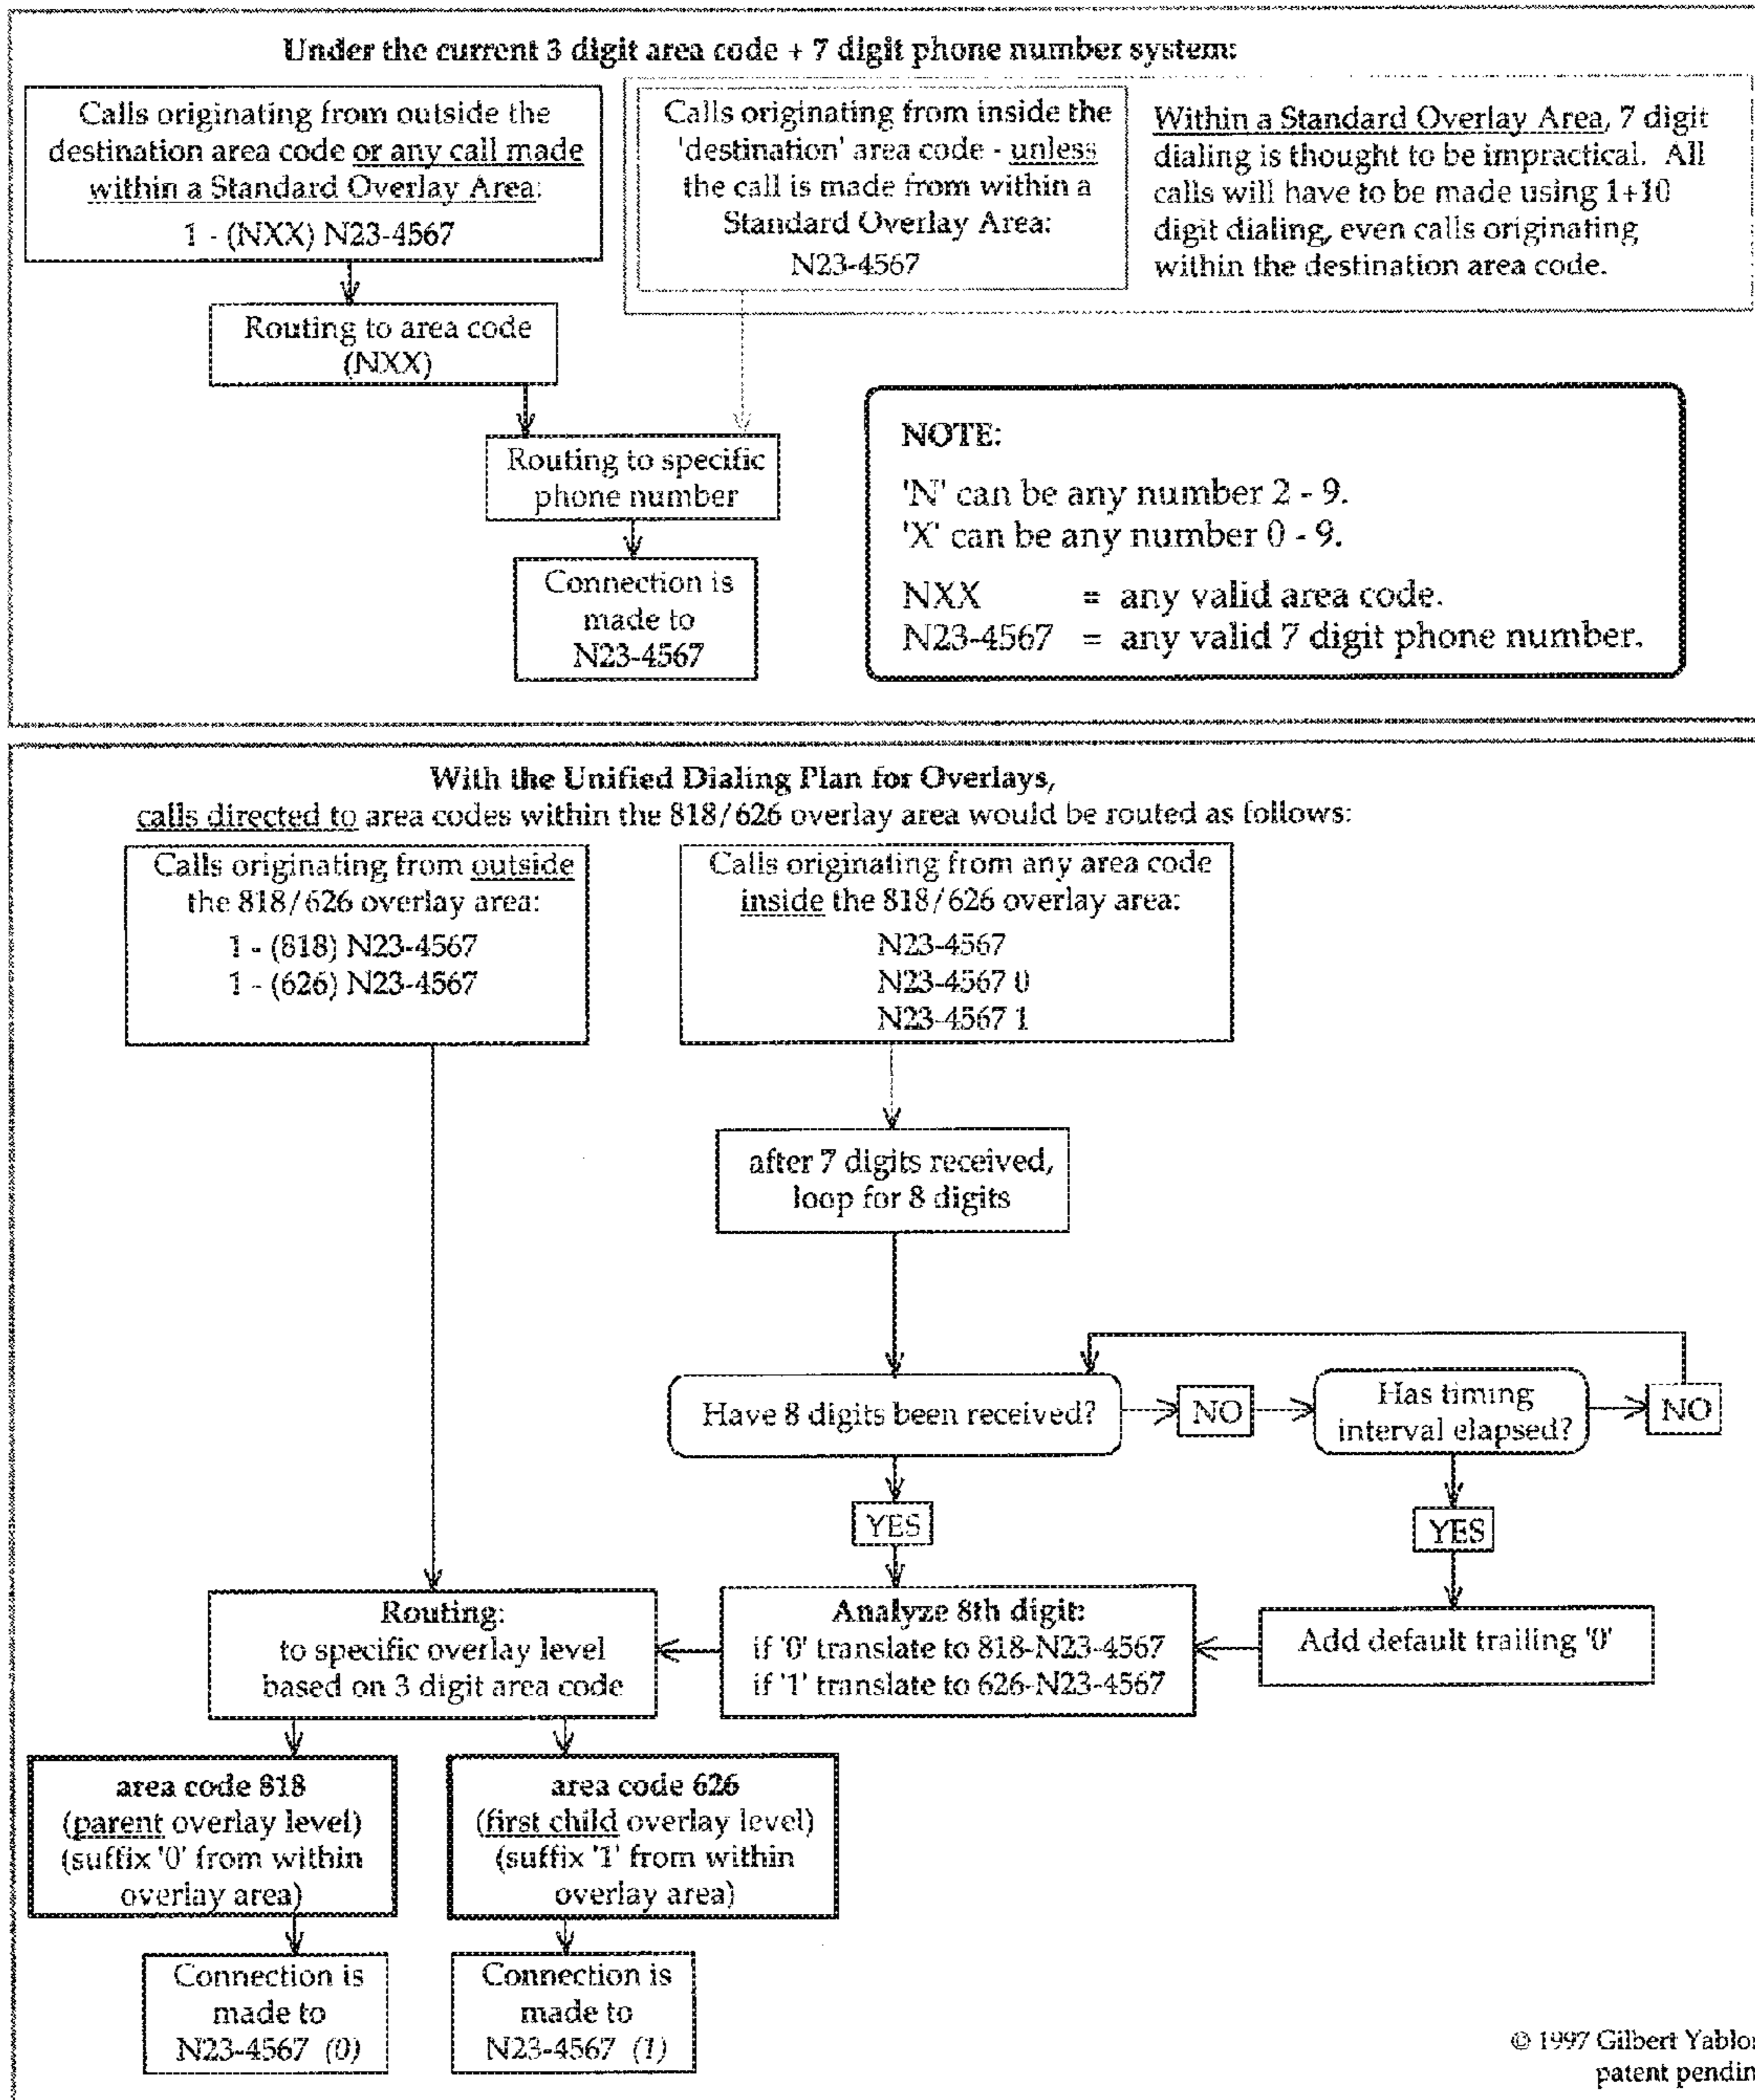 Under the current 3 digit area code + 7 digit phone number system:
Calls originating from outside the
destination area code or any call made
within a Standard Overlay Area:
1 - (NXX) N23-4567
Calls originating from inside the
'destination' area code - unless
the call is made from within a
Standard Overlay Area:
N23-4567
Within a Standard Overlay Area, 7 digit
dialing is thought to be impractical. All
calls will have to be made using 1+10
digit dialing, even calls originating
within the destination area code.
Routing to area code
(NXX)
Routing to specific
phone number
Connection is
made to
N23-4567
NOTE:
'N' can be any number 2 - 9.
'X' can be any number 0 - 9.
NXX = any valid area code.
N23-4567 = any valid 7 digit phone number.
With the Unified Dialing Plan for Overlays,
calls directed to area codes within the 818/626 overlay area would be routed as follows:
Calls originating from outside
the 818/626 overlay area:
1 - (818) N23-4567
1 - (626) N23-4567
Calls originating from any area code
inside the 818/626 overlay area:
N23-4567
N23-4567 0
N23-4567 1
after 7 digits received,
loop for 8 digits
Have 8 digits been received?
NO
Has timing
interval elapsed?
NO
YES
YES
Routing:
to specific overlay level
based on 3 digit area code
Analyze 8th digit:
if '0' translate to 818-N23-4567
if '1' translate to 626-N23-4567
Add default trailing '0'
area code 818
(parent overlay level)
(suffix '0' from within
overlay area)
area code 626
(first child overlay level)
(suffix '1' from within
overlay area)
Connection is
made to
N23-4567 (0)
Connection is
made to
N23-4567 (1)
© 1997 Gilbert Yablon
patent pendin